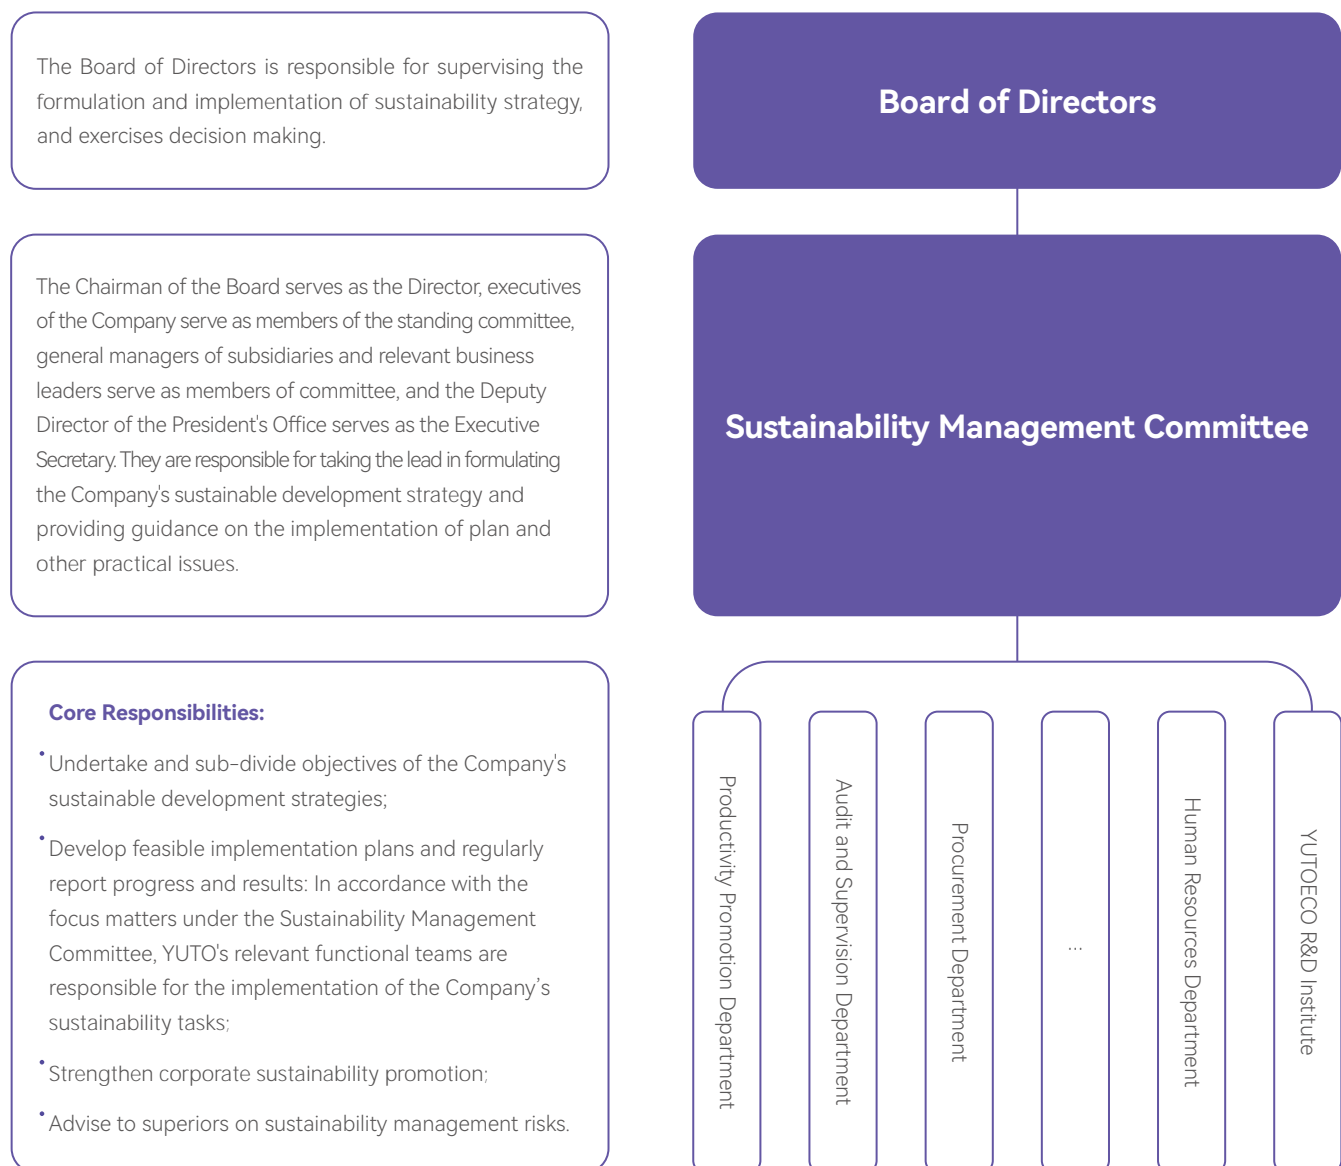 The Board of Directors is responsible for supervising the
formulation and implementation of sustainability strategy,
and exercises decision making.
Board of Directors
The Chairman of the Board serves as the Director, executives
of the Company serve as members of the standing committee,
general managers of subsidiaries and relevant business
leaders serve as members of committee, and the Deputy
Director of the President's Office serves as the Executive
Secretary. They are responsible for taking the lead in formulating
the Company's sustainable development strategy and
providing guidance on the implementation of plan and
other practical issues.
Sustainability Management Committee
Core Responsibilities:
• Undertake and sub-divide objectives of the Company's
sustainable development strategies;
• Develop feasible implementation plans and regularly
report progress and results: In accordance with the
focus matters under the Sustainability Management
Committee, YUTO's relevant functional teams are
responsible for the implementation of the Company’s
sustainability tasks;
• Strengthen corporate sustainability promotion;
• Advise to superiors on sustainability management risks.
Productivity Promotion Department
Audit and Supervision Department
Procurement Department
...
Human Resources Department
YUTOECO R&D Institute